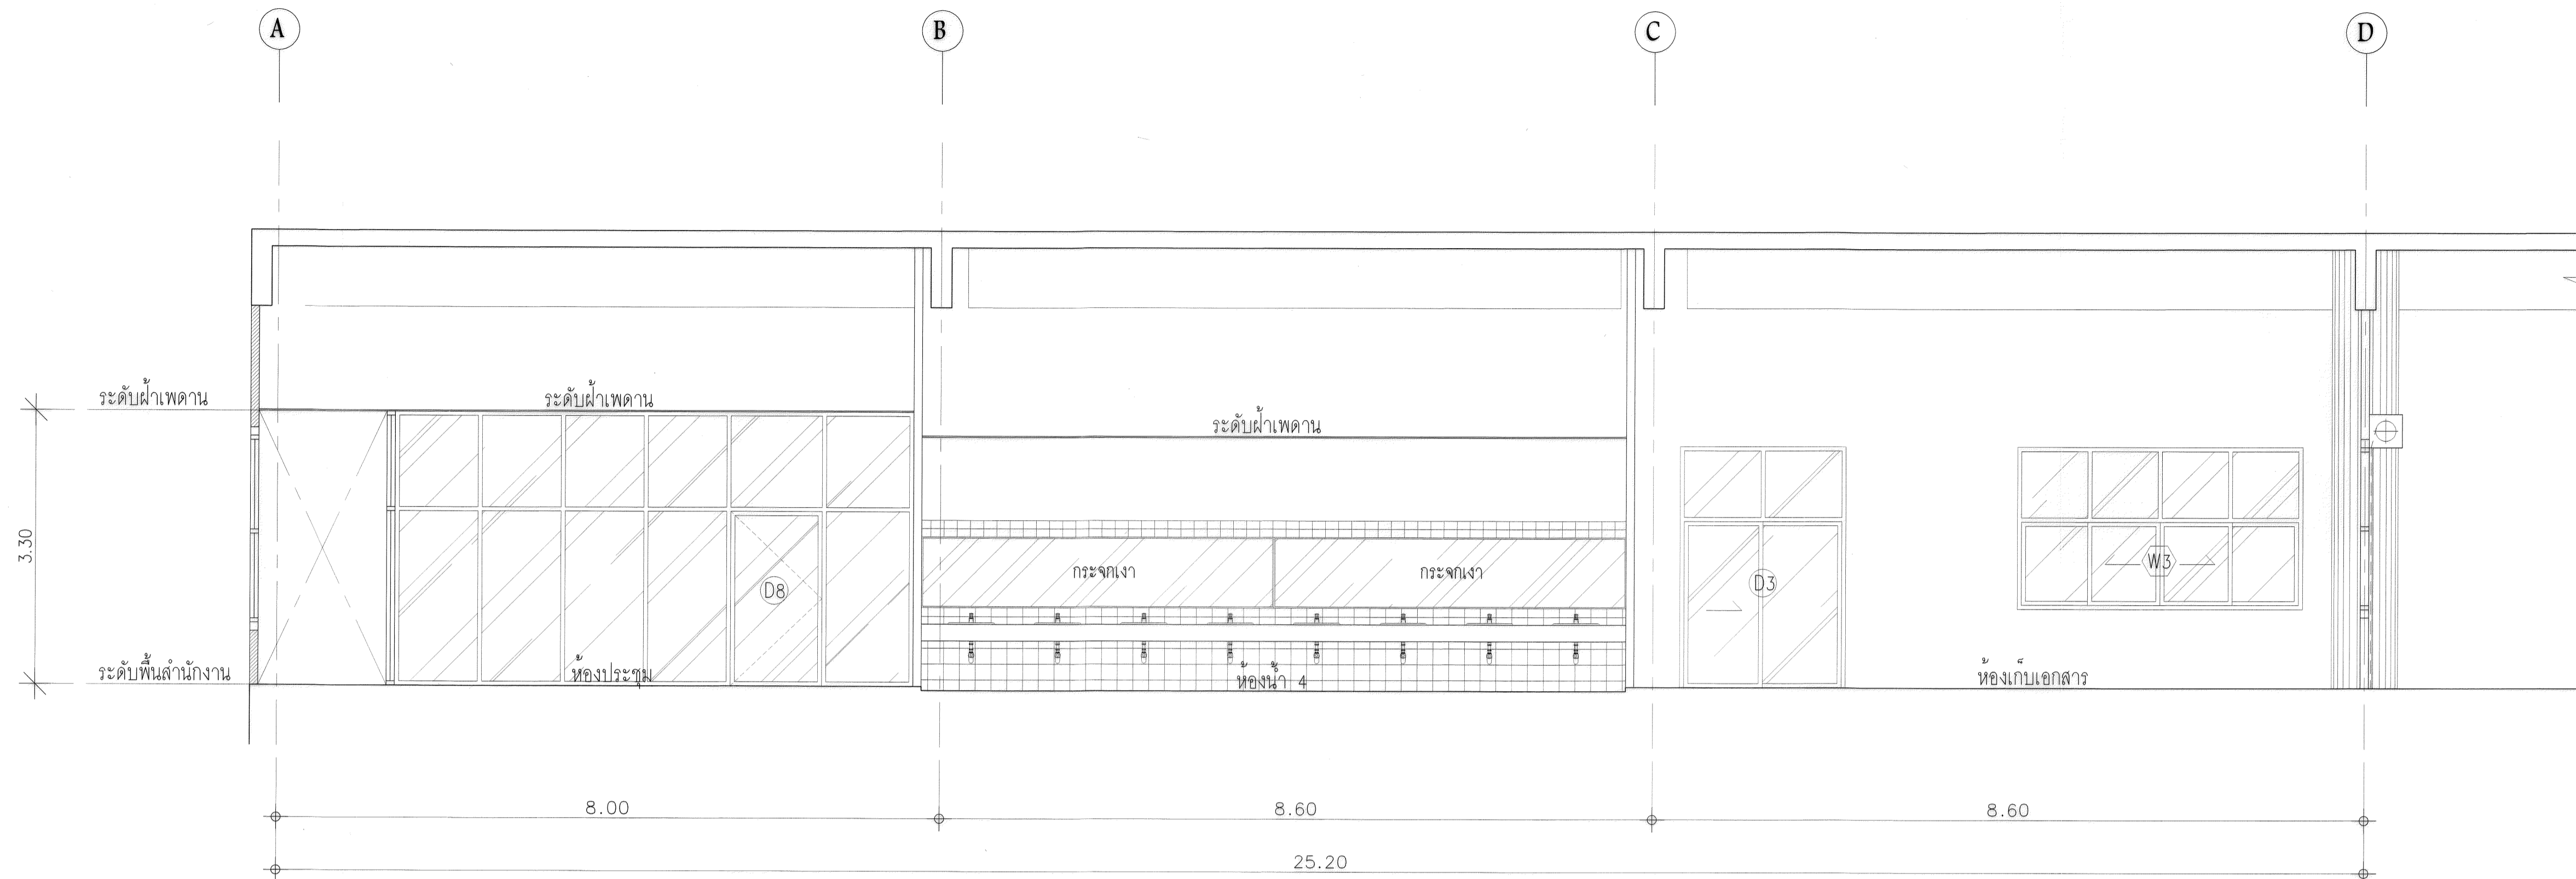 A
B
C
D
ระดับฝ้าเพดาน
ระดับฝ้าเพดาน
ระดับฝ้าเพดาน
3.30
กระจกเงา
กระจกเงา
D8
D3
W3
ระดับพื้นสำนักงาน
ห้องประชุม
ห้องน้ำ 4
ห้องเก็บเอกสาร
8.00
8.60
8.60
25.20